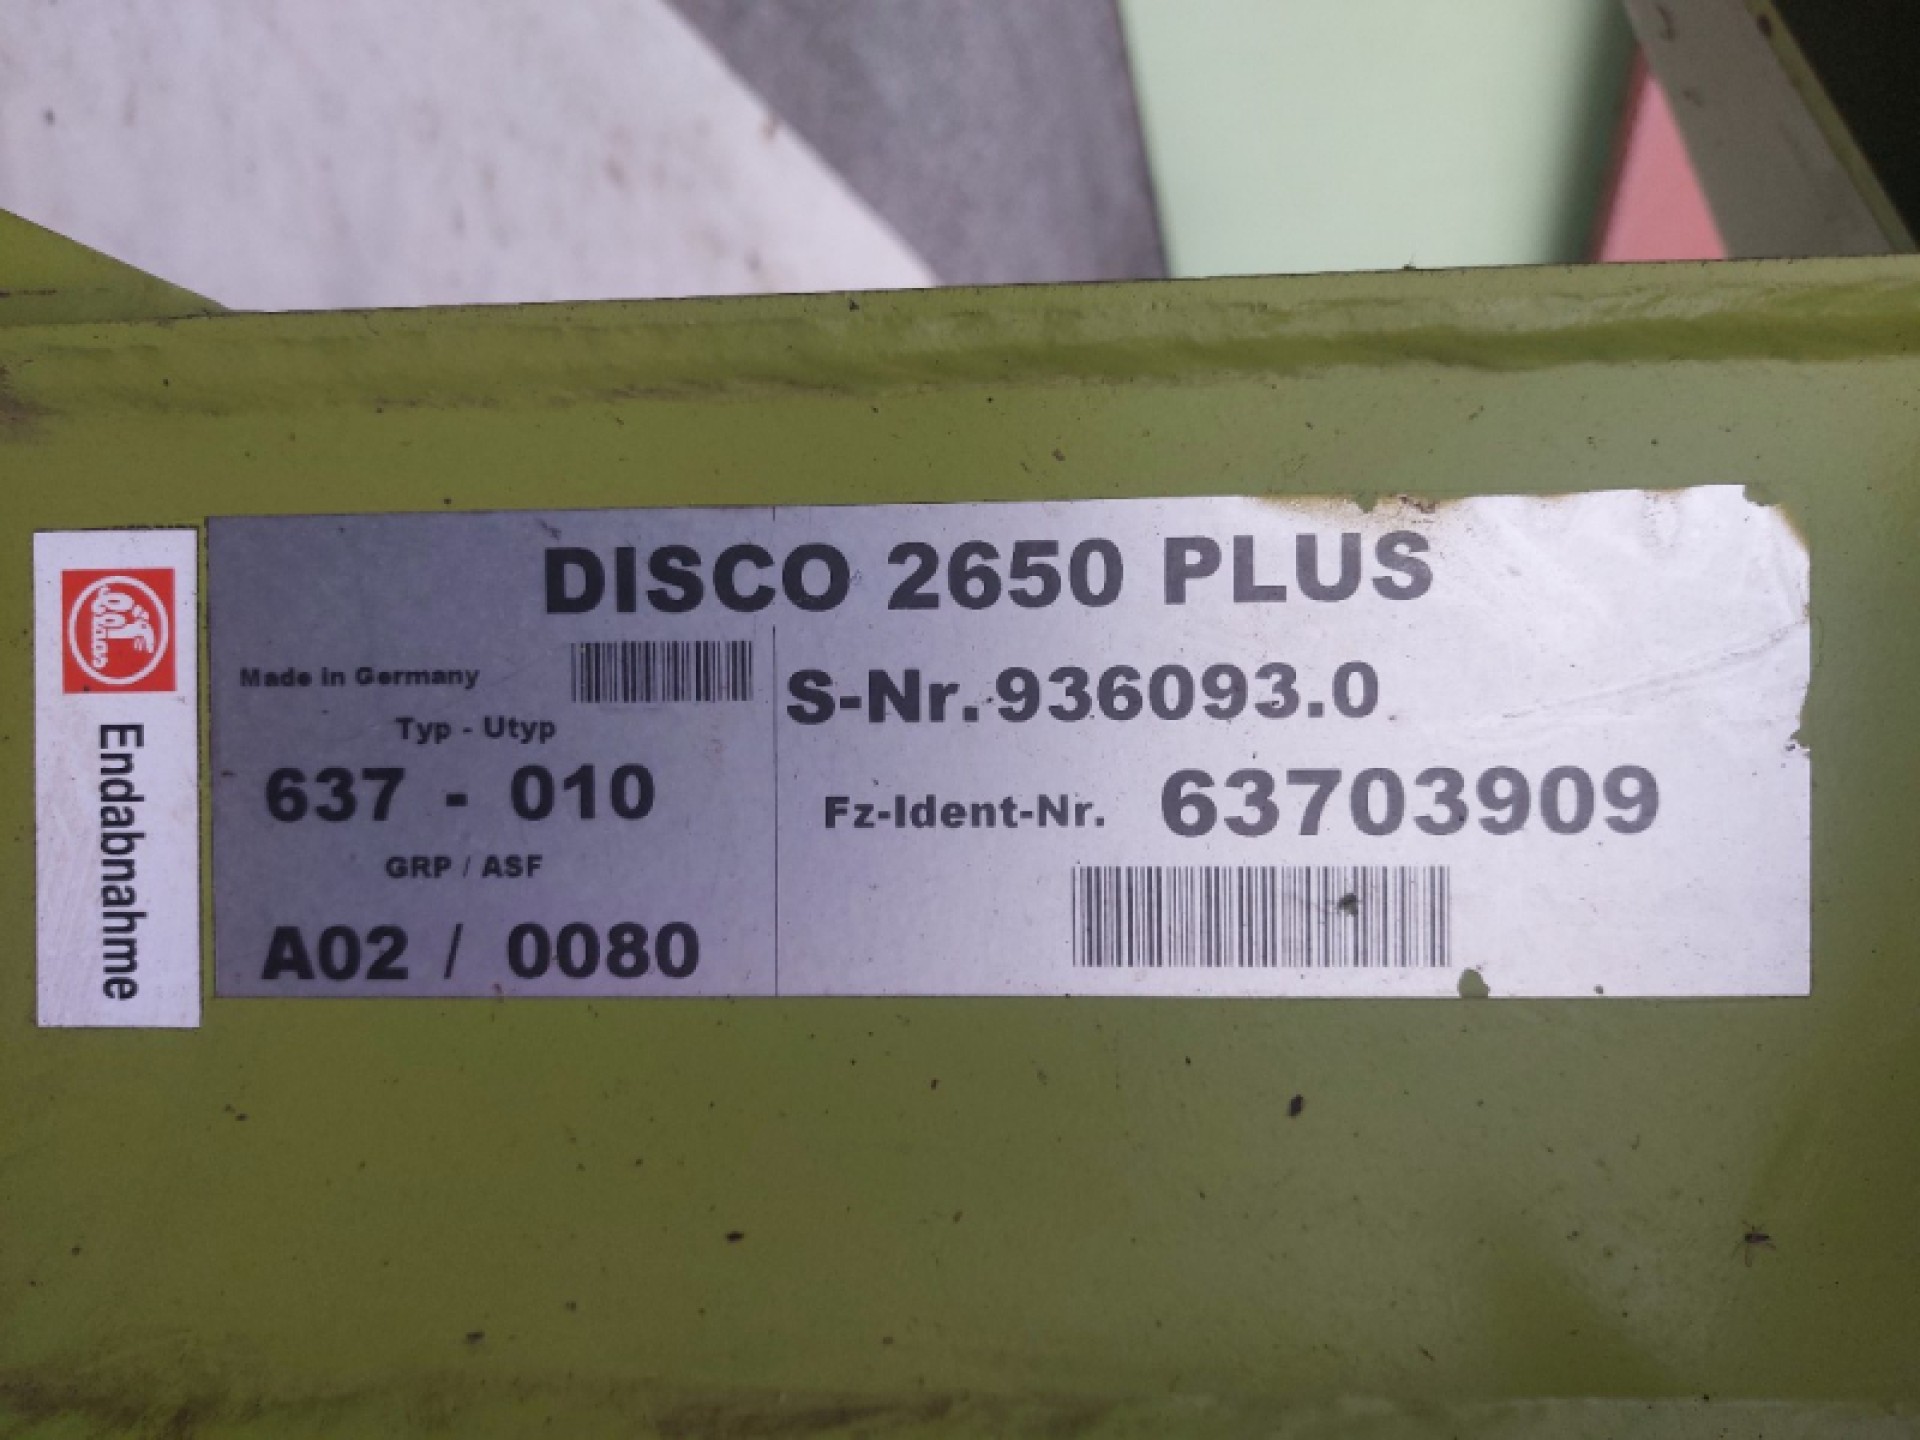 DISCO 2650 PLUS
Made in Germany
Typ - Utyp
637 - 010
GRP / ASF
A02 / 0080
S-Nr. 936093.0
Fz-Ident-Nr. 63703909
Claas
Endabnahme